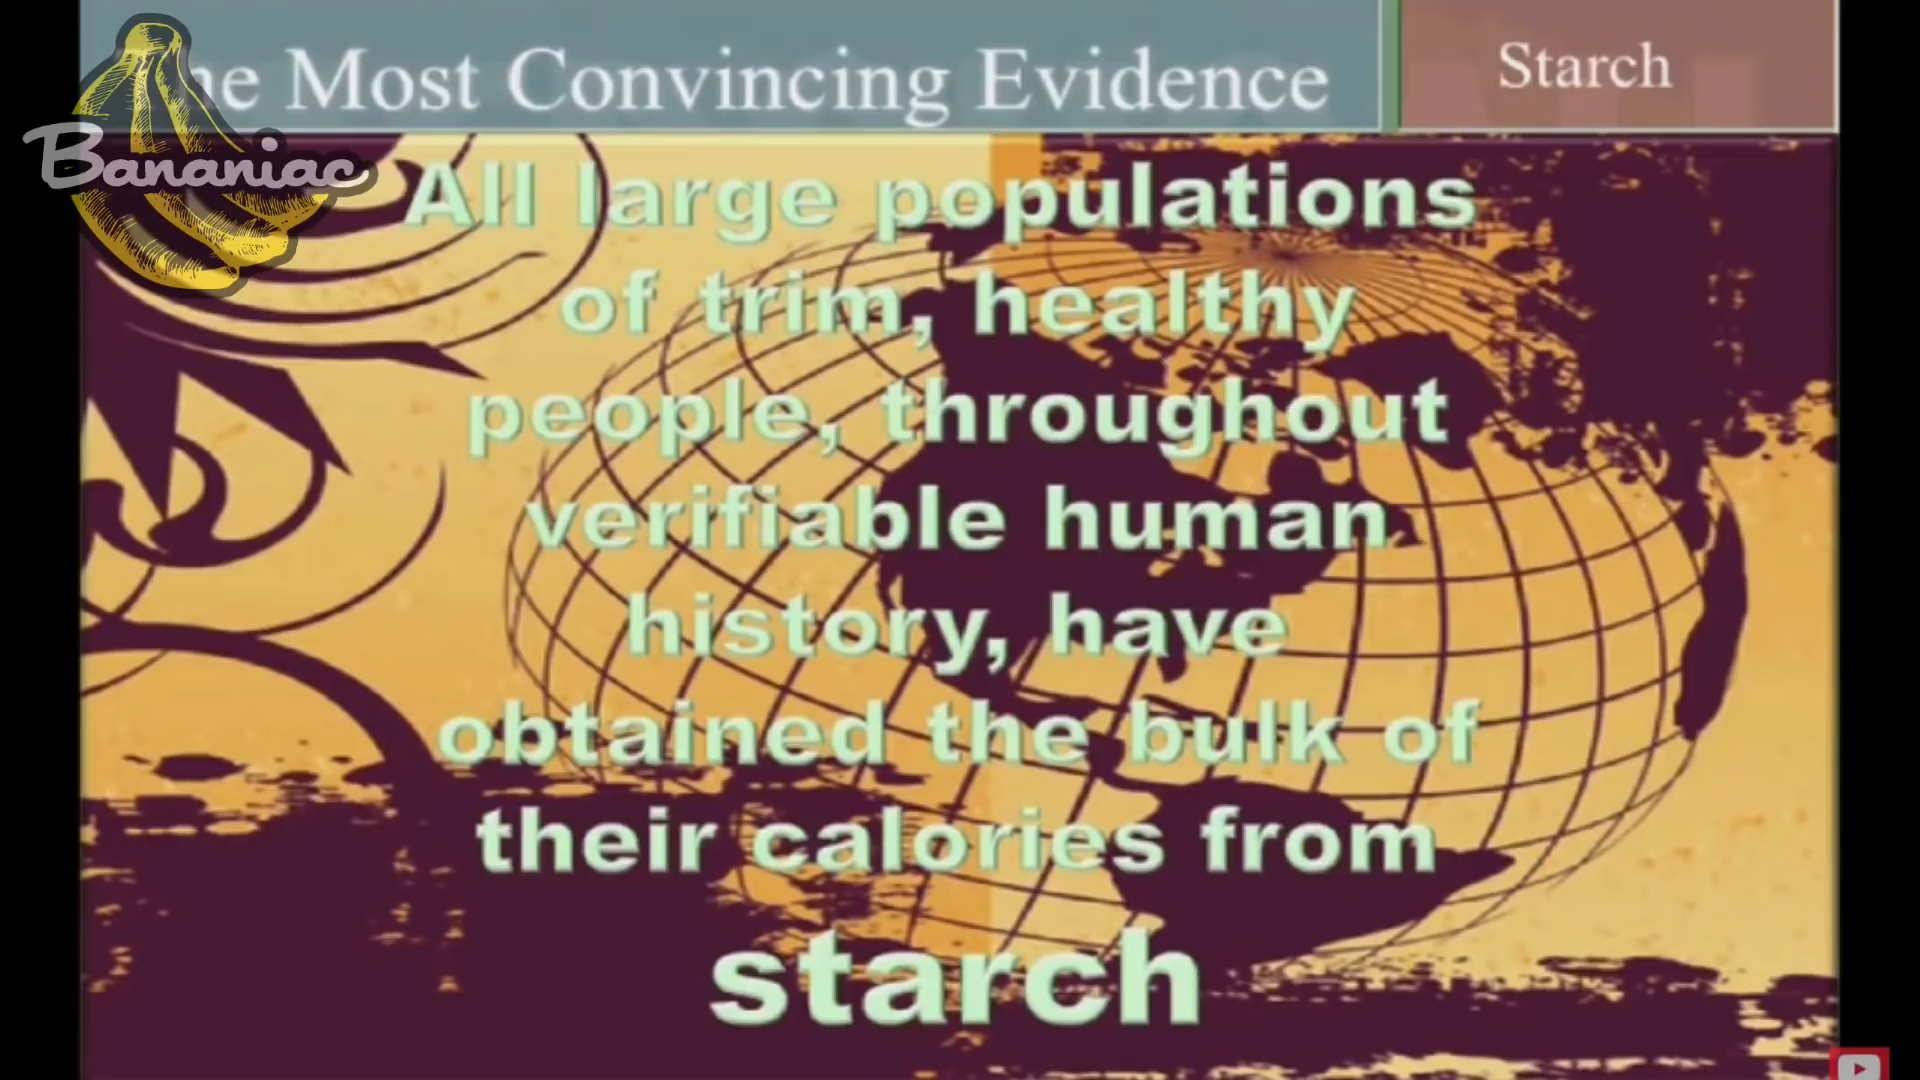 he Most Convincing Evidence
Starch
Bananiac
All large populations
of trim, healthy
people, throughout
verifiable human
history, have
obtained the bulk of
their calories from
starch